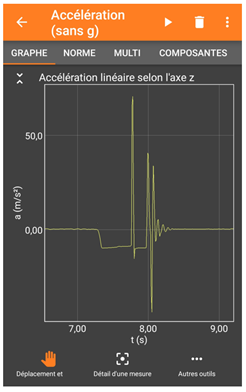 Accélération
(sans g)
GRAPHE NORME MULTI COMPOSANTES
Accélération linéaire selon l'axe z
50,0
a (m/s²)
0,00
7,00 8,00 9,00
t (s)
Déplacement et Détail d'une mesure Autres outils